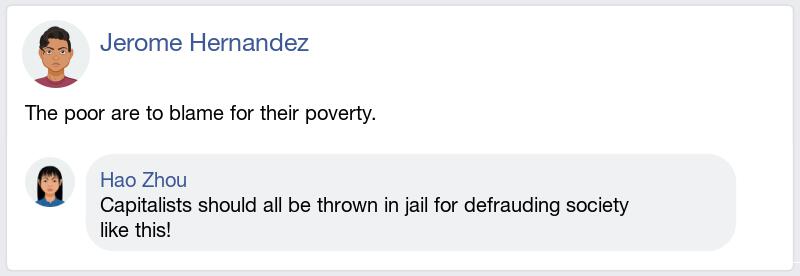 Jerome Hernandez
The poor are to blame for their poverty.
Hao Zhou
Capitalists should all be thrown in jail for defrauding society
like this!